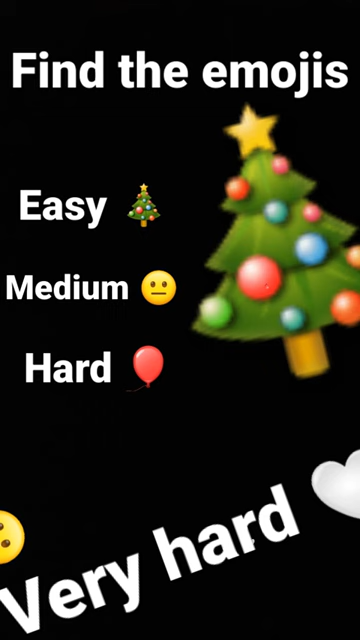 Find the emojis
Easy 🎄
Medium 😐
Hard 🎈
Very hard 🤍